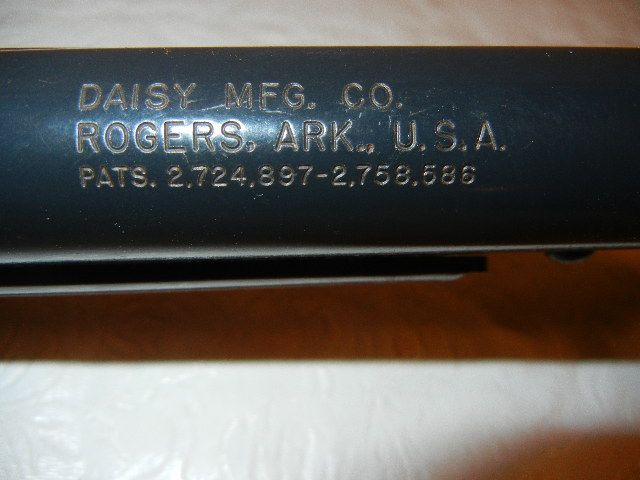 DAISY MFG. CO.
ROGERS, ARK., U.S.A.
PATS. 2,724,897-2,758,586